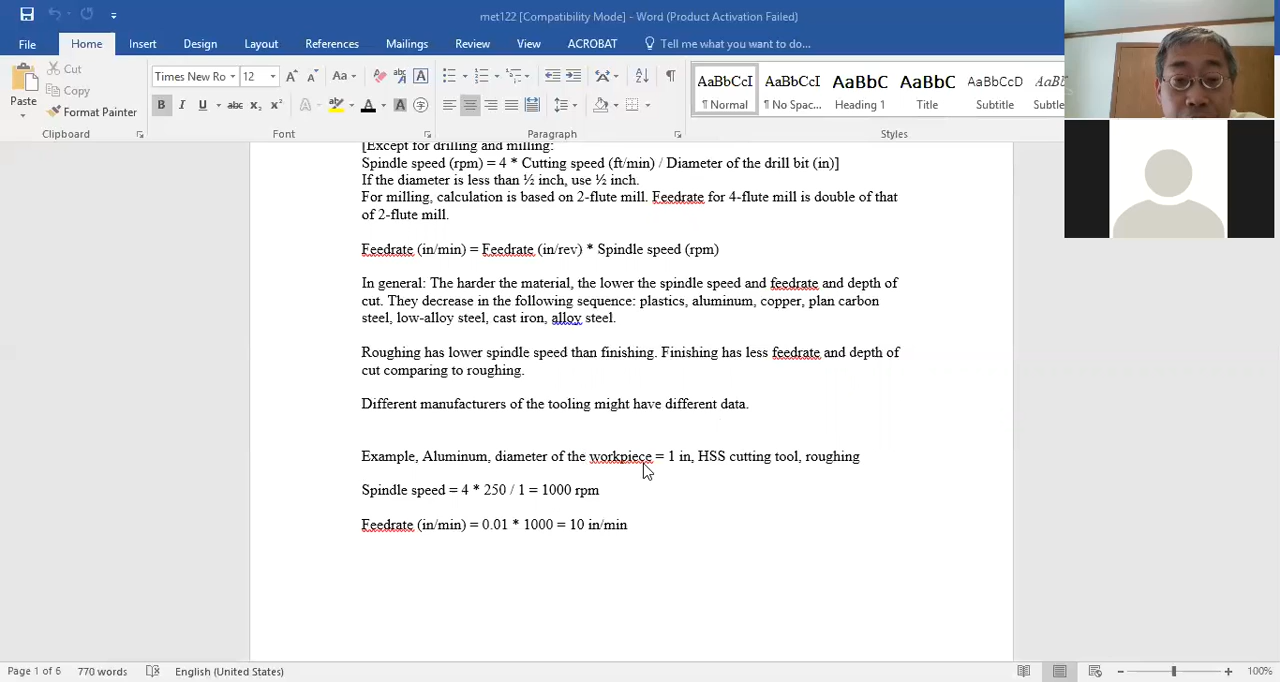 met122 [Compatibility Mode] - Word (Product Activation Failed)
File Home Insert Design Layout References Mailings Review View ACROBAT Tell me what you want to do...
Paste
Cut
Copy
Format Painter
Clipboard
Times New Ro 12
Font
Paragraph
AaBbCcI AaBbCcI AaBbC AaBbC AaBbCcD AaBbC
¶ Normal ¶ No Spac... Heading 1 Title Subtitle Subt
Styles
[Except for drilling and milling:
Spindle speed (rpm) = 4 * Cutting speed (ft/min) / Diameter of the drill bit (in)]
If the diameter is less than ½ inch, use ½ inch.
For milling, calculation is based on 2-flute mill. Feedrate for 4-flute mill is double of that
of 2-flute mill.
Feedrate (in/min) = Feedrate (in/rev) * Spindle speed (rpm)
In general: The harder the material, the lower the spindle speed and feedrate and depth of
cut. They decrease in the following sequence: plastics, aluminum, copper, plan carbon
steel, low-alloy steel, cast iron, alloy steel.
Roughing has lower spindle speed than finishing. Finishing has less feedrate and depth of
cut comparing to roughing.
Different manufacturers of the tooling might have different data.
Example, Aluminum, diameter of the workpiece = 1 in, HSS cutting tool, roughing
Spindle speed = 4 * 250 / 1 = 1000 rpm
Feedrate (in/min) = 0.01 * 1000 = 10 in/min
Page 1 of 6 770 words English (United States) 100%